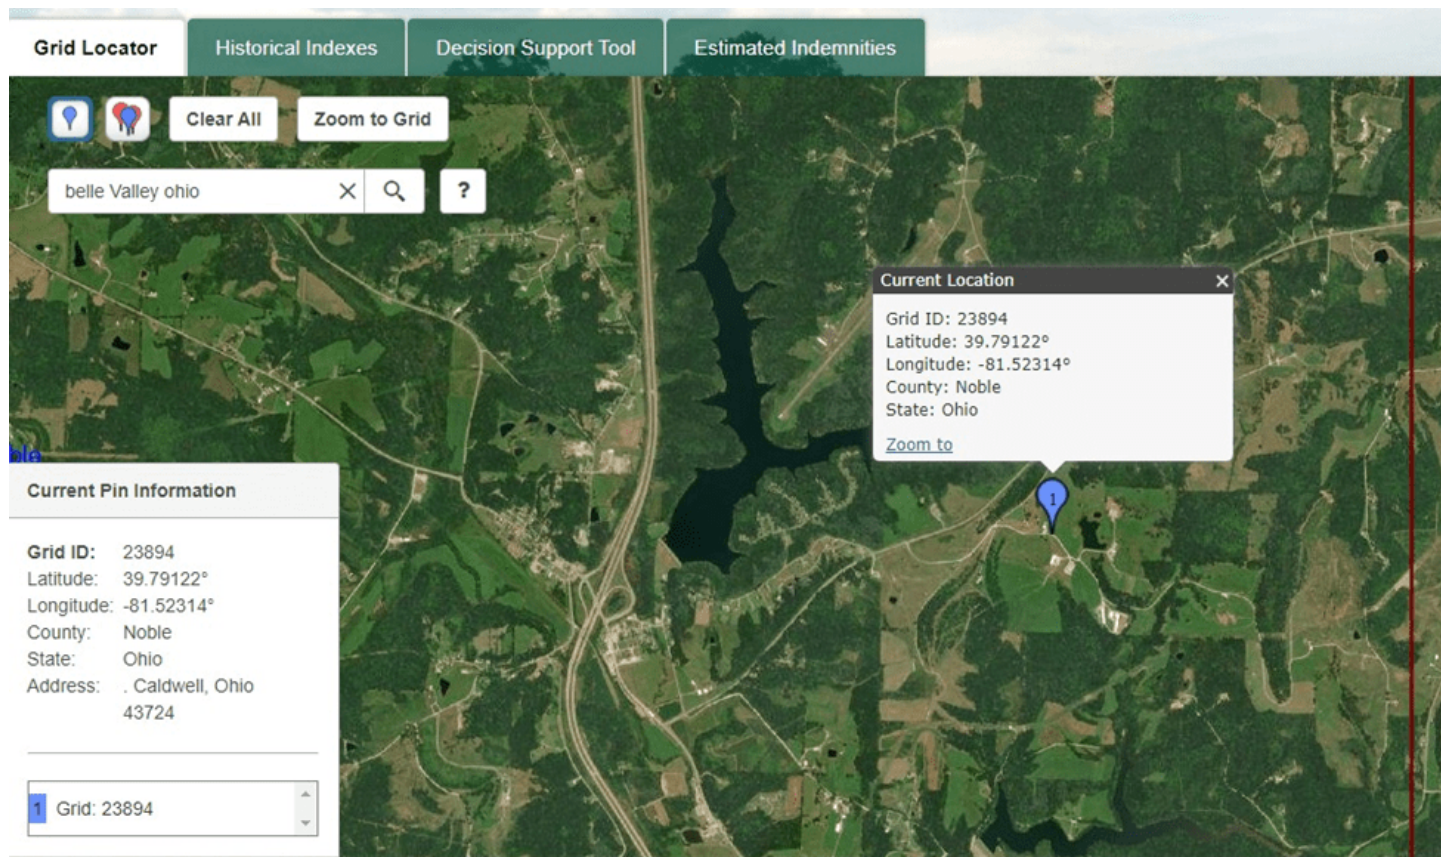 Grid Locator
Historical Indexes
Decision Support Tool
Estimated Indemnities
Clear All
Zoom to Grid
belle Valley ohio
?
Current Location
Grid ID: 23894
Latitude: 39.79122°
Longitude: -81.52314°
County: Noble
State: Ohio
Zoom to
1
ble
Current Pin Information
Grid ID: 23894
Latitude: 39.79122°
Longitude: -81.52314°
County: Noble
State: Ohio
Address: . Caldwell, Ohio
43724
1 Grid: 23894